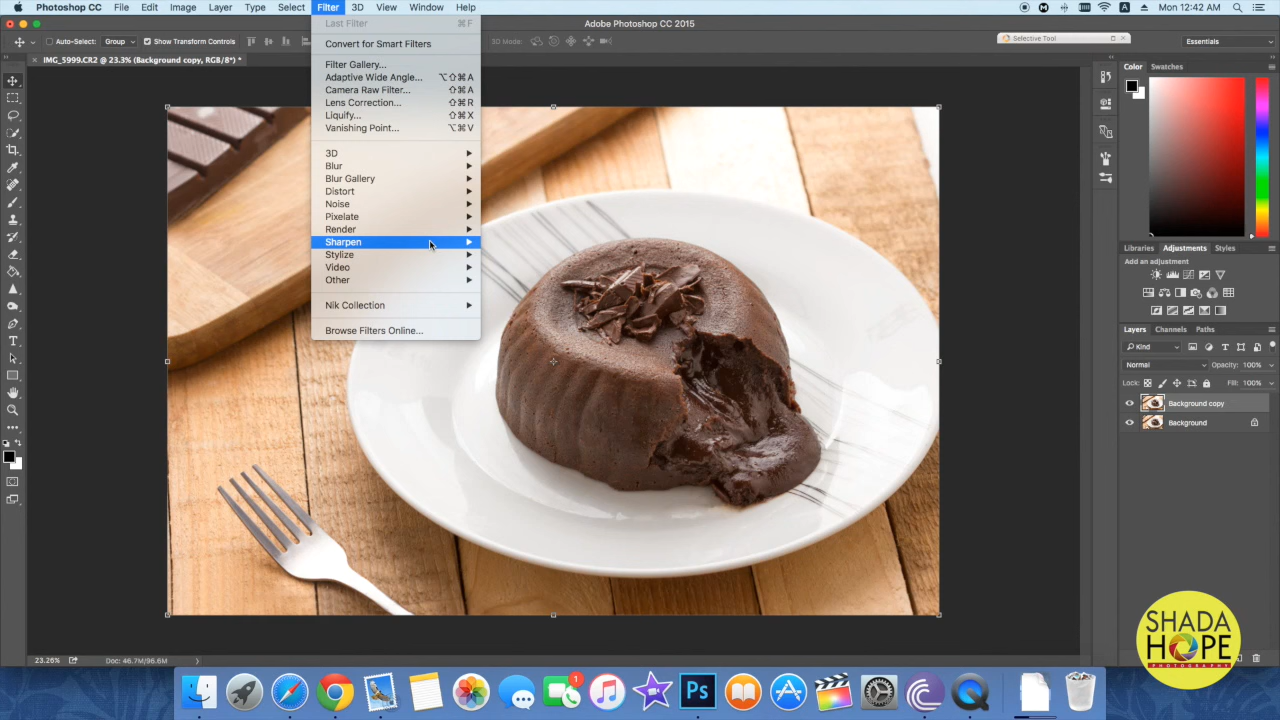 Photoshop CC File Edit Image Layer Type Select Filter 3D View Window Help
Mon 12:42 AM
Adobe Photoshop CC 2015
Auto-Select: Group Show Transform Controls 3D Mode: Selective Tool Essentials
IMG_5999.CR2 @ 23.3% (Background copy, RGB/8*) *
Last Filter ⌘F
Convert for Smart Filters
Filter Gallery...
Adaptive Wide Angle... ⌥⇧⌘A
Camera Raw Filter... ⇧⌘A
Lens Correction... ⇧⌘R
Liquify... ⇧⌘X
Vanishing Point... ⌥⌘V
3D
Blur
Blur Gallery
Distort
Noise
Pixelate
Render
Sharpen
Stylize
Video
Other
Nik Collection
Browse Filters Online...
Color Swatches
Libraries Adjustments Styles
Add an adjustment
Layers Channels Paths
Kind
Normal Opacity: 100%
Lock: Fill: 100%
Background copy
Background
23.26% Doc: 46.7M/96.6M
SHADA
HOPE
PHOTOGRAPHY
1
Ps